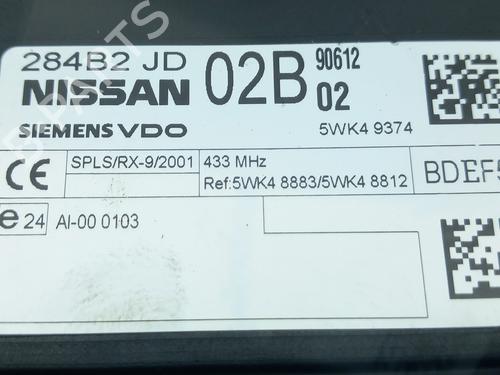 284B2 JD 02B 90612
NISSAN 02
SIEMENS VDO 5WK4 9374
CE SPLS/RX-9/2001 433 MHz
Ref:5WK4 8883/5WK4 8812 BDEF5
e 24 AI-00 0103